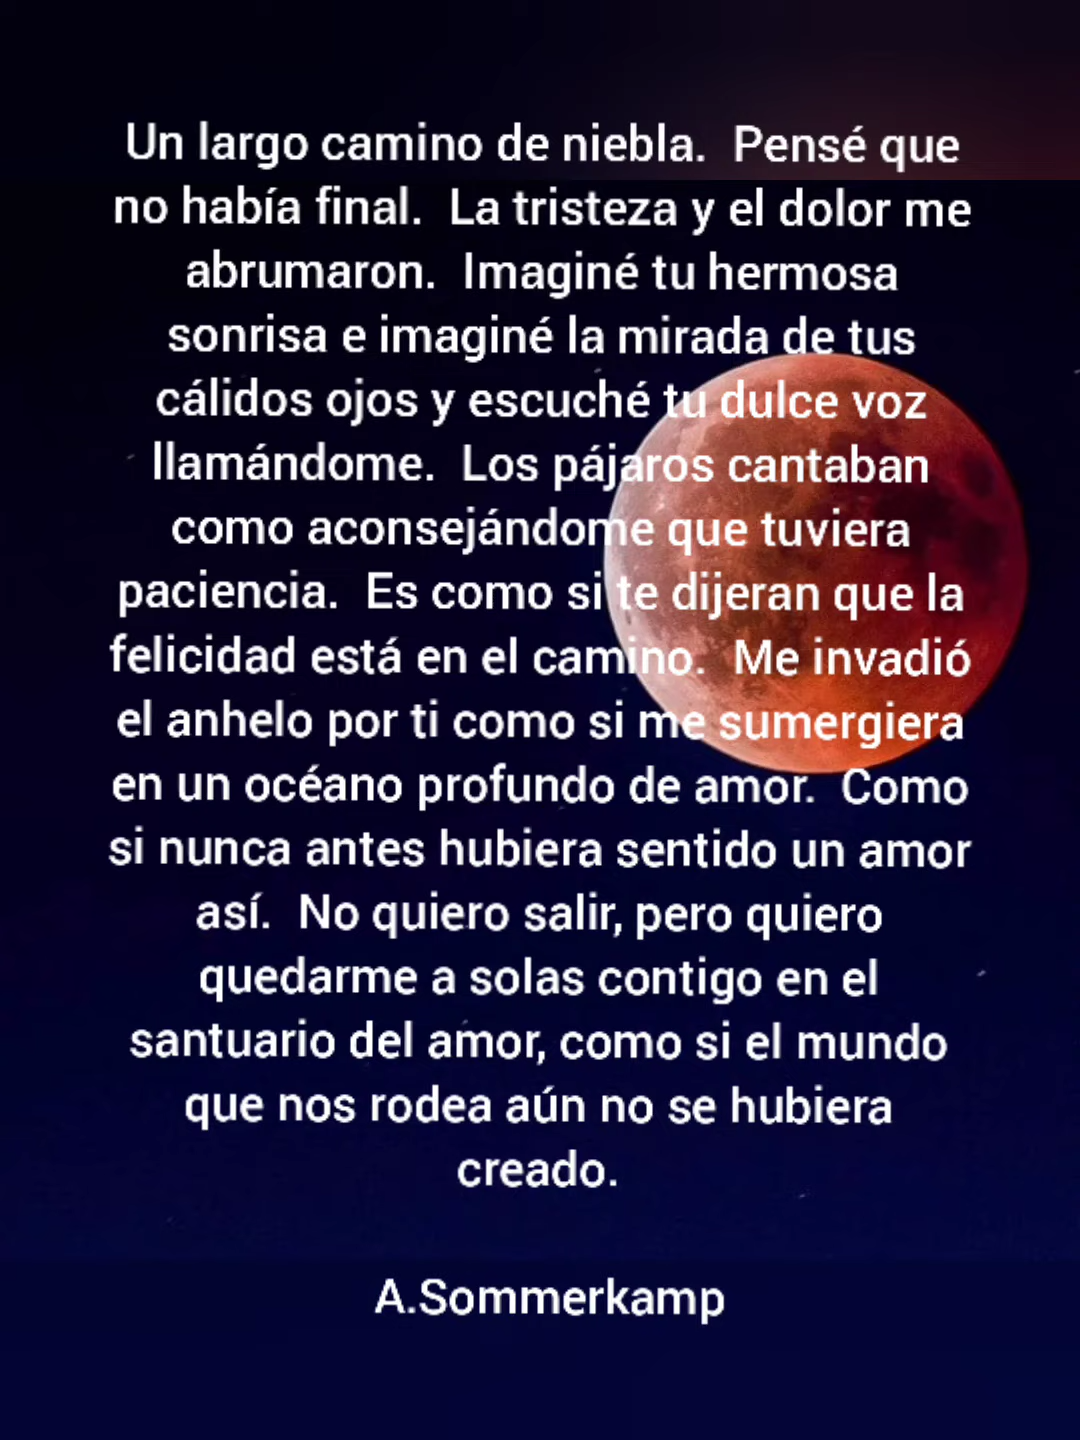 Un largo camino de niebla.  Pensé que
no había final.  La tristeza y el dolor me
abrumaron.  Imaginé tu hermosa
sonrisa e imaginé la mirada de tus
cálidos ojos y escuché tu dulce voz
llamándome.  Los pájaros cantaban
como aconsejándome que tuviera
paciencia.  Es como si te dijeran que la
felicidad está en el camino.  Me invadió
el anhelo por ti como si me sumergiera
en un océano profundo de amor.  Como
si nunca antes hubiera sentido un amor
así.  No quiero salir, pero quiero
quedarme a solas contigo en el
santuario del amor, como si el mundo
que nos rodea aún no se hubiera
creado.
A.Sommerkamp